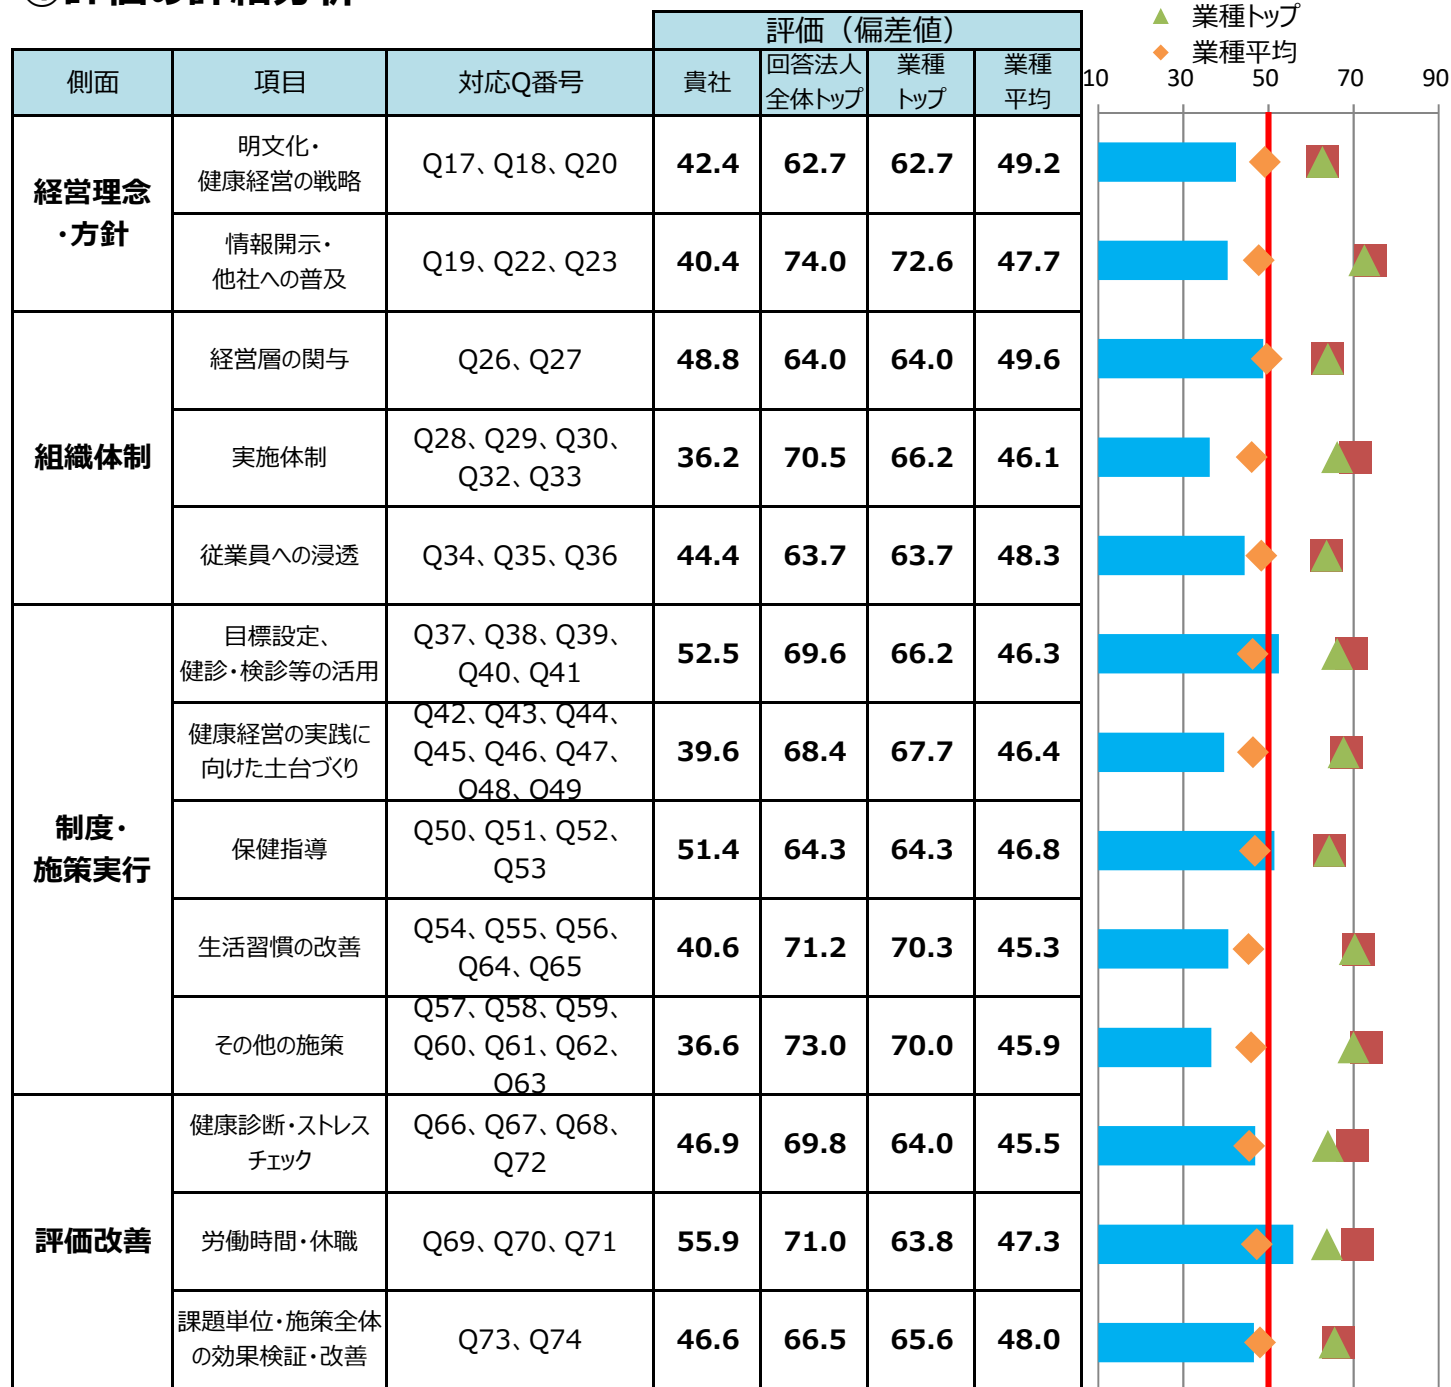 ③評価の詳細分析
評価（偏差値）
側面 項目 対応Q番号 貴社 回答法人全体トップ 業種トップ 業種平均
▲ 業種トップ
◆ 業種平均
10 30 50 70 90
経営理念
・方針
明文化・
健康経営の戦略
Q17、Q18、Q20
42.4 62.7 62.7 49.2
情報開示・
他社への普及
Q19、Q22、Q23
40.4 74.0 72.6 47.7
組織体制
経営層の関与
Q26、Q27
48.8 64.0 64.0 49.6
実施体制
Q28、Q29、Q30、
Q32、Q33
36.2 70.5 66.2 46.1
従業員への浸透
Q34、Q35、Q36
44.4 63.7 63.7 48.3
制度・
施策実行
目標設定、
健診・検診等の活用
Q37、Q38、Q39、
Q40、Q41
52.5 69.6 66.2 46.3
健康経営の実践に
向けた土台づくり
Q42、Q43、Q44、
Q45、Q46、Q47、
Q48、Q49
39.6 68.4 67.7 46.4
保健指導
Q50、Q51、Q52、
Q53
51.4 64.3 64.3 46.8
生活習慣の改善
Q54、Q55、Q56、
Q64、Q65
40.6 71.2 70.3 45.3
その他の施策
Q57、Q58、Q59、
Q60、Q61、Q62、
Q63
36.6 73.0 70.0 45.9
評価改善
健康診断・ストレス
チェック
Q66、Q67、Q68、
Q72
46.9 69.8 64.0 45.5
労働時間・休職
Q69、Q70、Q71
55.9 71.0 63.8 47.3
課題単位・施策全体
の効果検証・改善
Q73、Q74
46.6 66.5 65.6 48.0